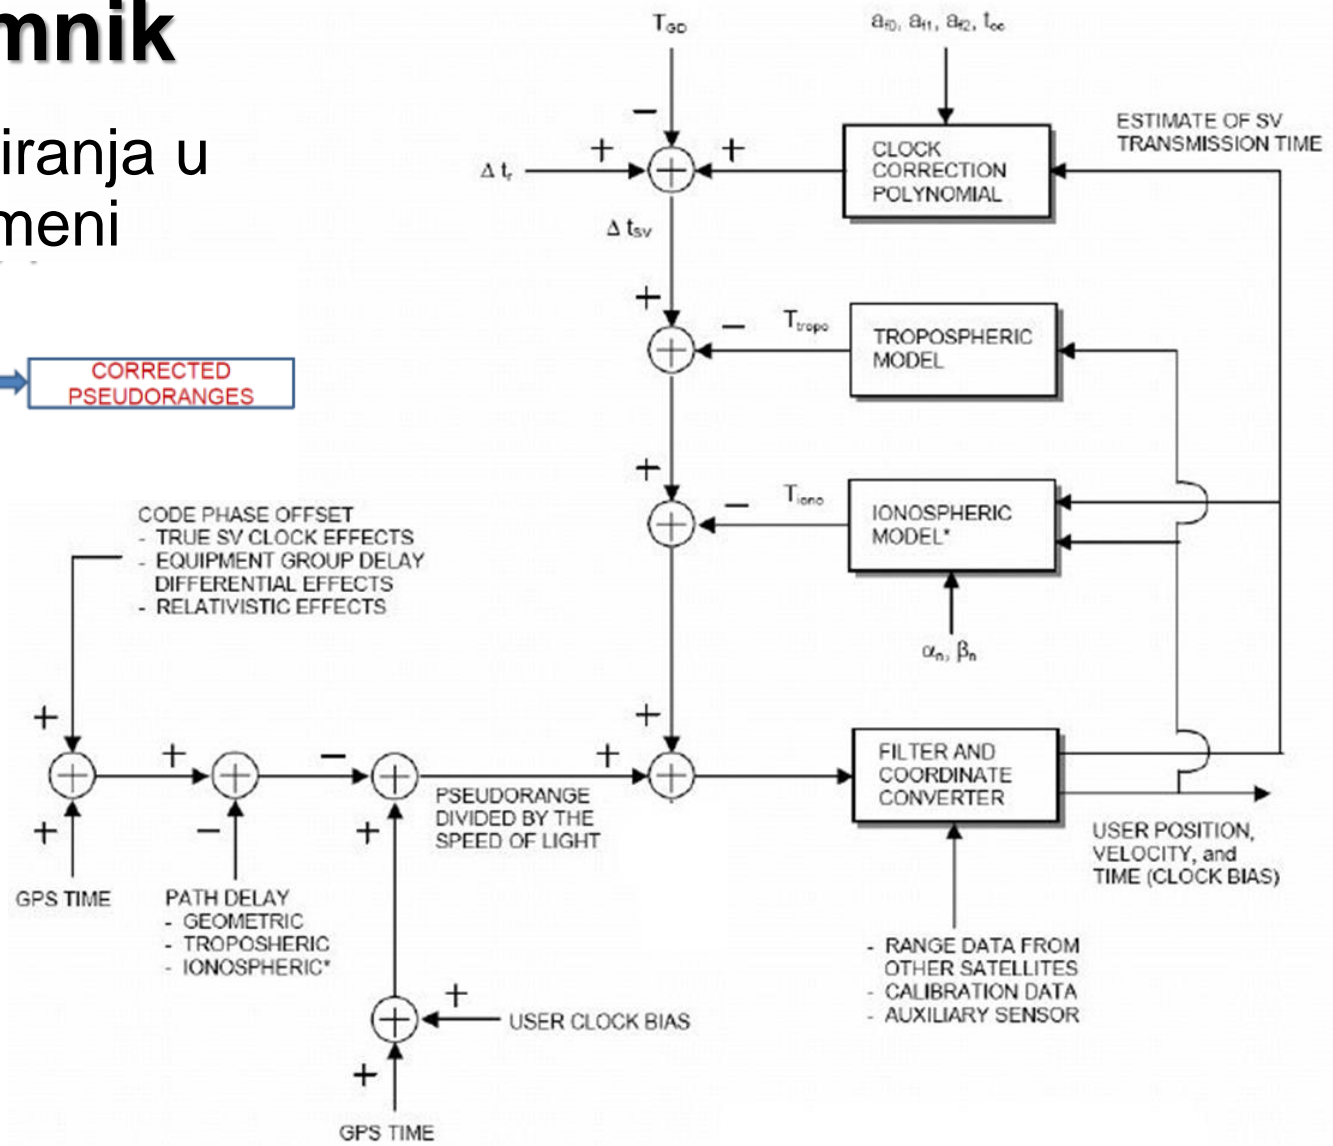 mnik
iranja u
meni
CORRECTED
PSEUDORANGES
T_GD
a_f0, a_f1, a_f2, t_oc
−
+
+
Δ t_r
+
CLOCK
CORRECTION
POLYNOMIAL
ESTIMATE OF SV
TRANSMISSION TIME
Δ t_SV
+
−
T_tropo
+
TROPOSPHERIC
MODEL
+
−
T_iono
+
IONOSPHERIC
MODEL*
α_n, β_n
CODE PHASE OFFSET
- TRUE SV CLOCK EFFECTS
- EQUIPMENT GROUP DELAY
DIFFERENTIAL EFFECTS
- RELATIVISTIC EFFECTS
+
+
−
+
+
+
+
+
+
FILTER AND
COORDINATE
CONVERTER
PSEUDORANGE
DIVIDED BY THE
SPEED OF LIGHT
+
−
+
USER POSITION,
VELOCITY, and
TIME (CLOCK BIAS)
GPS TIME
PATH DELAY
- GEOMETRIC
- TROPOSHERIC
- IONOSPHERIC*
- RANGE DATA FROM
OTHER SATELLITES
- CALIBRATION DATA
- AUXILIARY SENSOR
+
+
USER CLOCK BIAS
+
GPS TIME